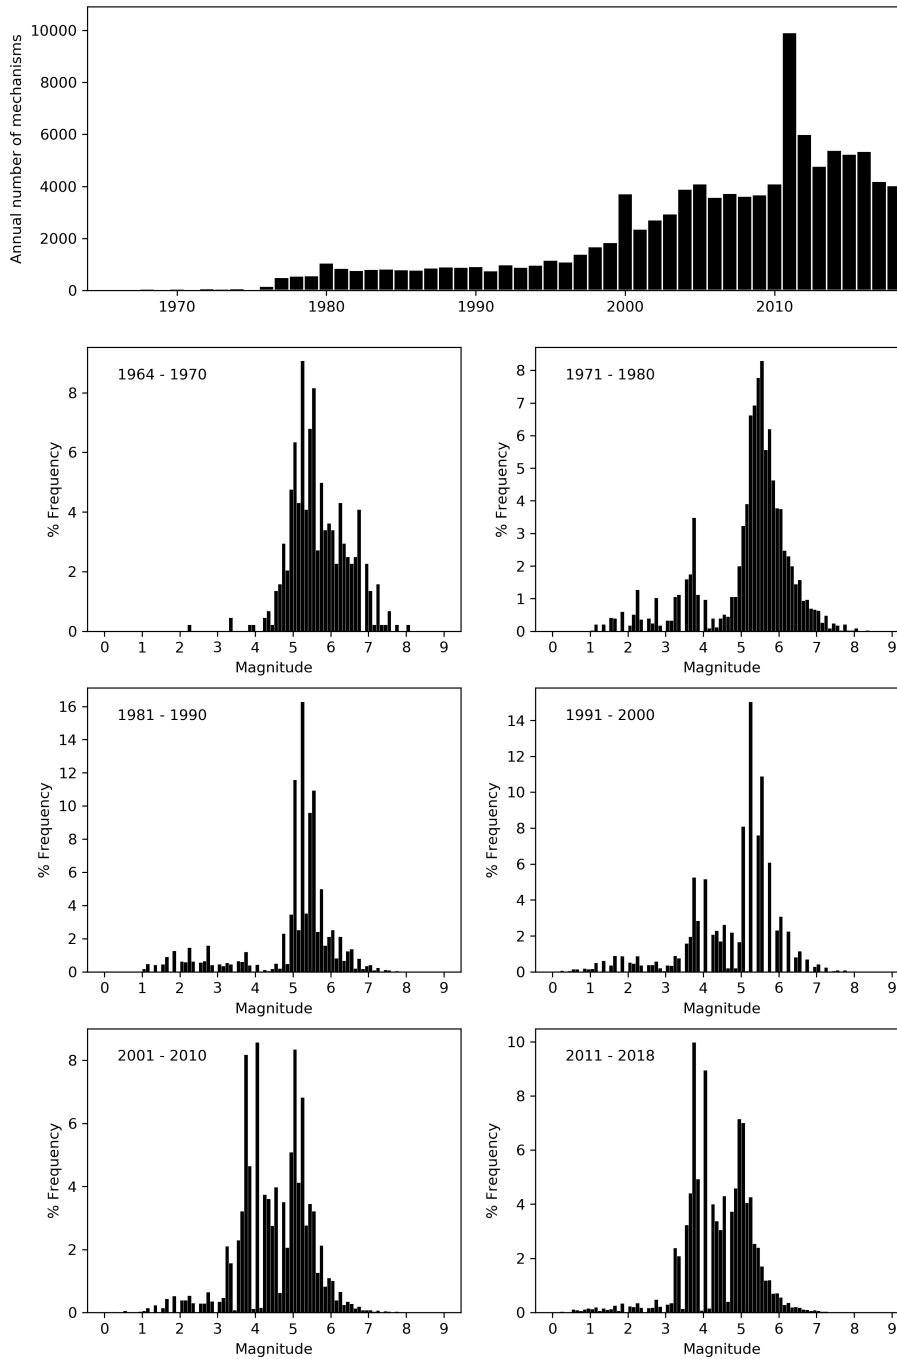 Annual number of mechanisms
10000
8000
6000
4000
2000
0
1970 1980 1990 2000 2010
1964 - 1970
% Frequency
8
6
4
2
0
0 1 2 3 4 5 6 7 8 9
Magnitude
1971 - 1980
% Frequency
8
7
6
5
4
3
2
1
0
0 1 2 3 4 5 6 7 8 9
Magnitude
1981 - 1990
% Frequency
16
14
12
10
8
6
4
2
0
0 1 2 3 4 5 6 7 8 9
Magnitude
1991 - 2000
% Frequency
14
12
10
8
6
4
2
0
0 1 2 3 4 5 6 7 8 9
Magnitude
2001 - 2010
% Frequency
8
6
4
2
0
0 1 2 3 4 5 6 7 8 9
Magnitude
2011 - 2018
% Frequency
10
8
6
4
2
0
0 1 2 3 4 5 6 7 8 9
Magnitude